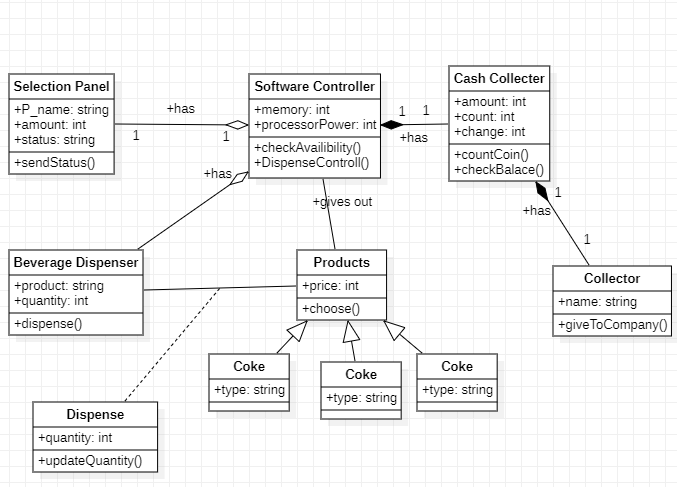 Selection Panel
+P_name: string
+amount: int
+status: string
+sendStatus()
+has
1
1
Software Controller
+memory: int
+processorPower: int
+checkAvailibility()
+DispenseControll()
1
1
+has
Cash Collecter
+amount: int
+count: int
+change: int
+countCoin()
+checkBalace()
+has
+gives out
1
+has
1
Beverage Dispenser
+product: string
+quantity: int
+dispense()
Products
+price: int
+choose()
Collector
+name: string
+giveToCompany()
Coke
+type: string
Coke
+type: string
Coke
+type: string
Dispense
+quantity: int
+updateQuantity()